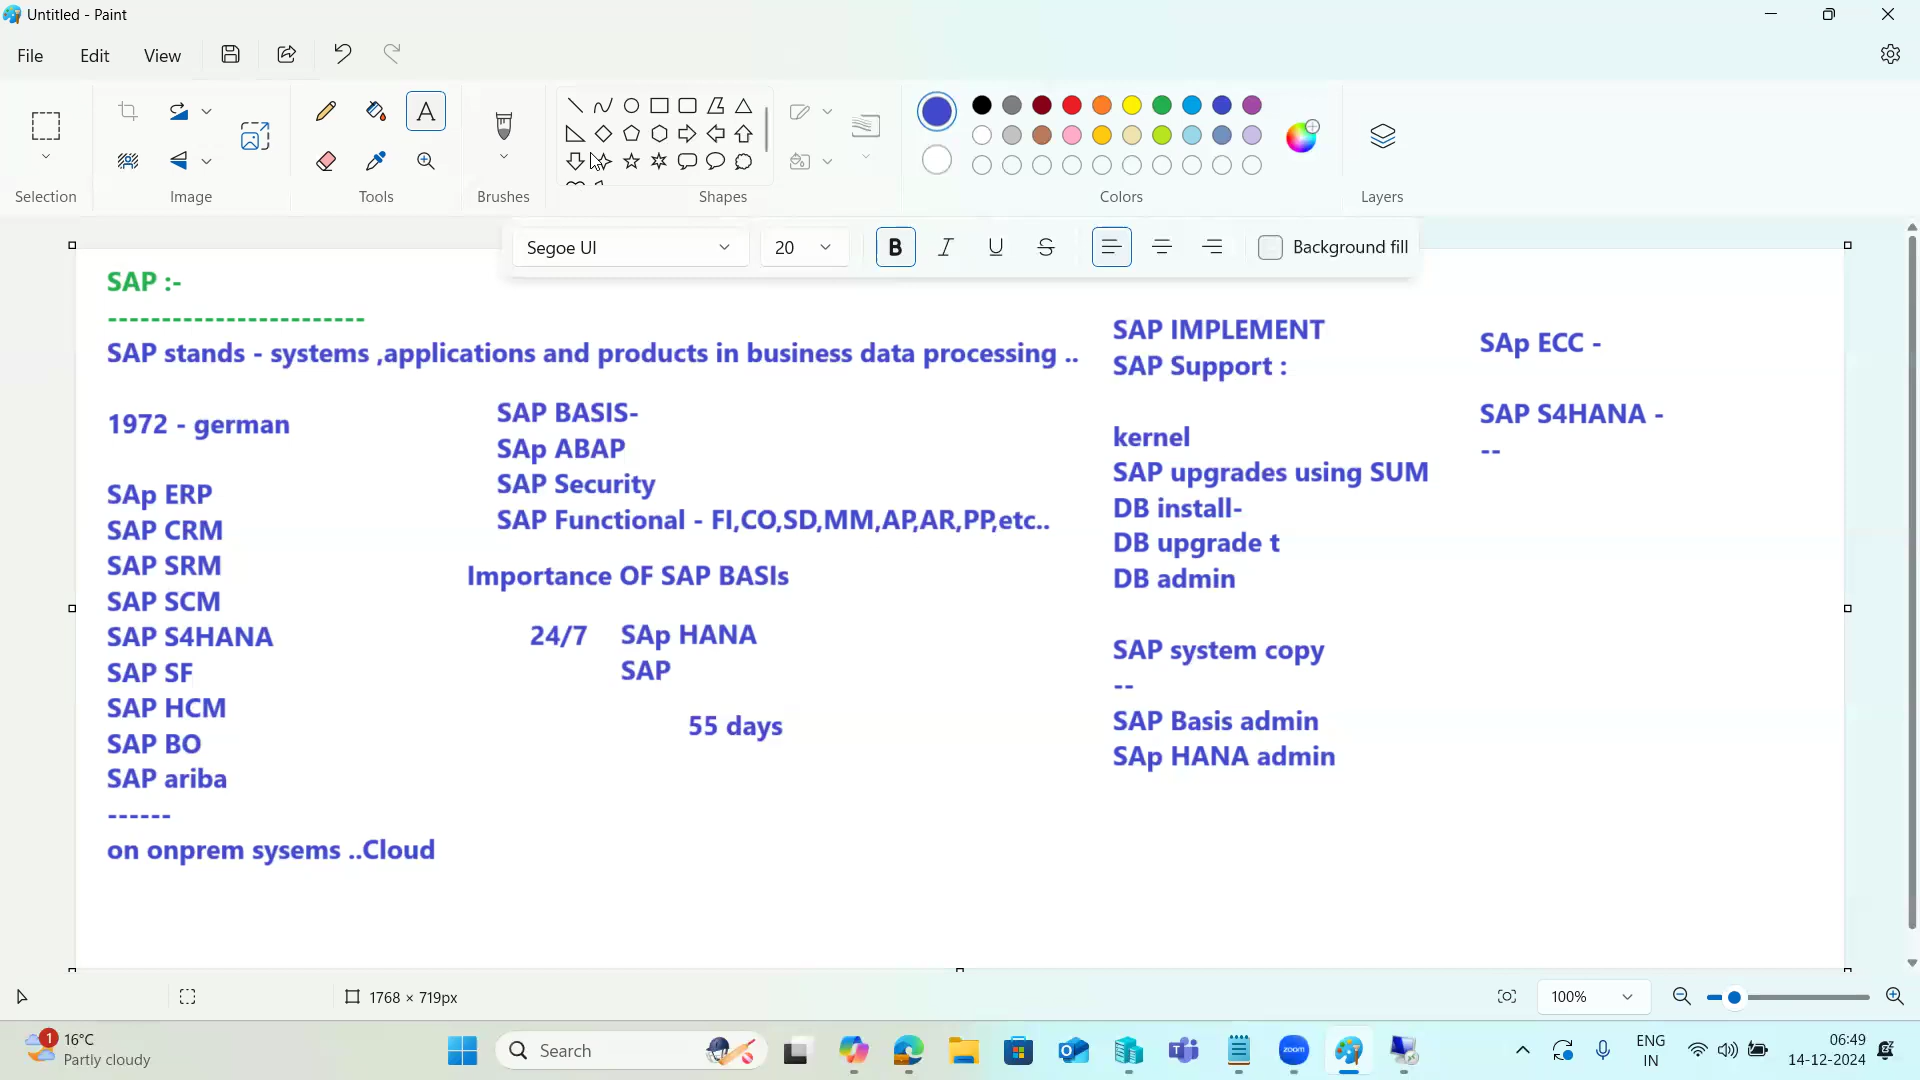 Untitled - Paint
File
Edit
View
Selection
Image
Tools
Brushes
Shapes
Colors
Layers
Segoe UI
20
B
I
U
S
Background fill
SAP :-
------------------------
SAP stands - systems ,applications and products in business data processing ..
1972 - german
SAp ERP
SAP CRM
SAP SRM
SAP SCM
SAP S4HANA
SAP SF
SAP HCM
SAP BO
SAP ariba
------
on onprem sysems ..Cloud
SAP BASIS-
SAp ABAP
SAP Security
SAP Functional - FI,CO,SD,MM,AP,AR,PP,etc..
Importance OF SAP BASIs
24/7
SAp HANA
SAP
55 days
SAP IMPLEMENT
SAP Support :
kernel
SAP upgrades using SUM
DB install-
DB upgrade t
DB admin
SAP system copy
--
SAP Basis admin
SAp HANA admin
SAp ECC -
SAP S4HANA -
--
1768 × 719px
100%
1
16°C
Partly cloudy
Search
zoom
ENG
IN
06:49
14-12-2024